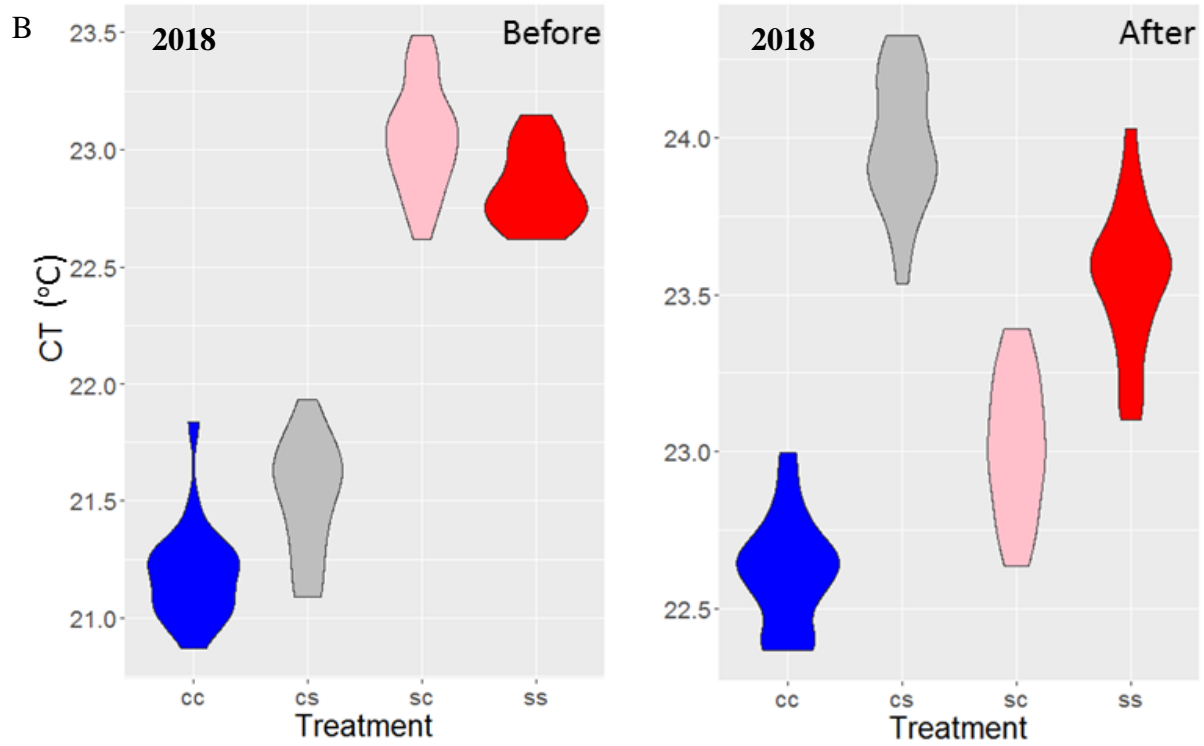 B
2018 Before
23.5
23.0
22.5
22.0
21.5
21.0
CT (°C)
cc cs sc ss
Treatment
2018 After
24.0
23.5
23.0
22.5
cc cs sc ss
Treatment